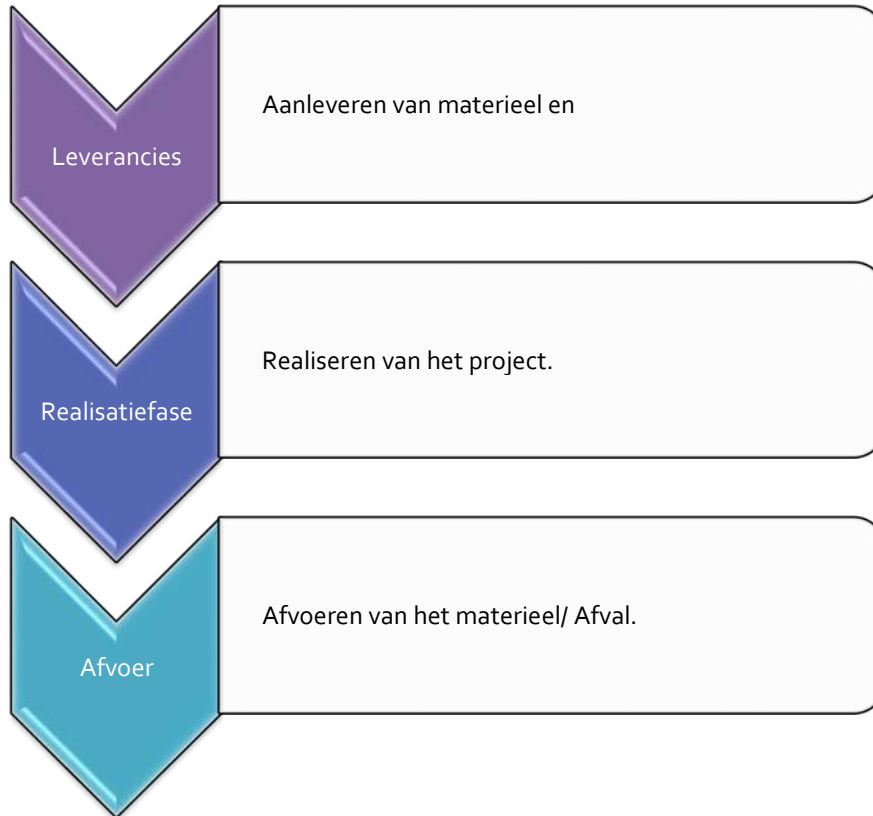 Leverancies
Aanleveren van materieel en
Realisatiefase
Realiseren van het project.
Afvoer
Afvoeren van het materieel/ Afval.